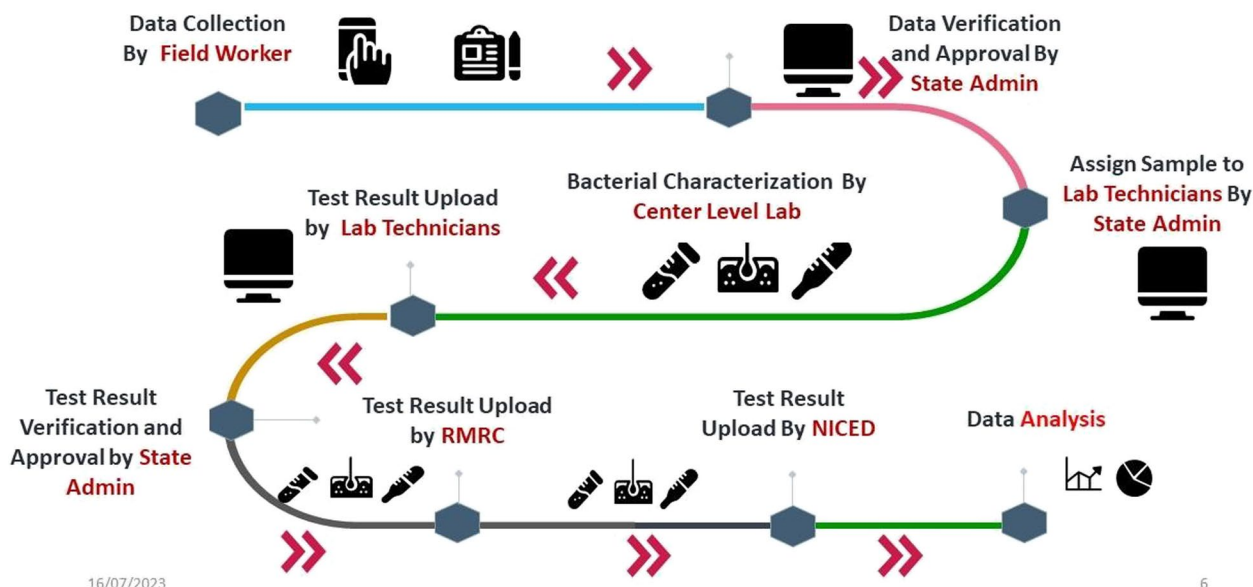 Data Collection
By Field Worker
Data Verification
and Approval By
State Admin
Assign Sample to
Lab Technicians By
State Admin
Bacterial Characterization By
Center Level Lab
Test Result Upload
by Lab Technicians
Test Result
Verification and
Approval by State
Admin
Test Result Upload
by RMRC
Test Result
Upload By NICED
Data Analysis
16/07/2023
6